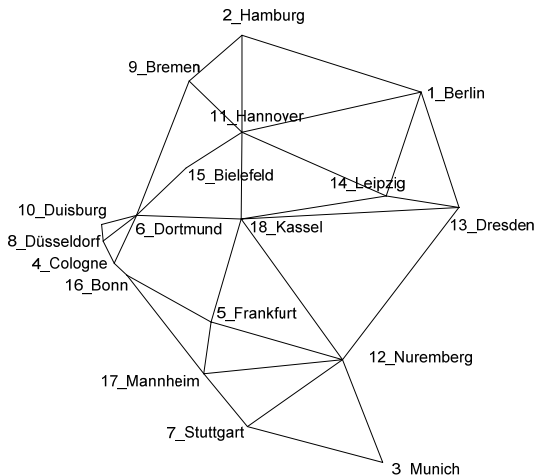 2_Hamburg
9_Bremen
1_Berlin
11_Hannover
15_Bielefeld
14_Leipzig
10_Duisburg
6_Dortmund
18_Kassel
13_Dresden
8_Düsseldorf
4_Cologne
16_Bonn
5_Frankfurt
12_Nuremberg
17_Mannheim
7_Stuttgart
3_Munich